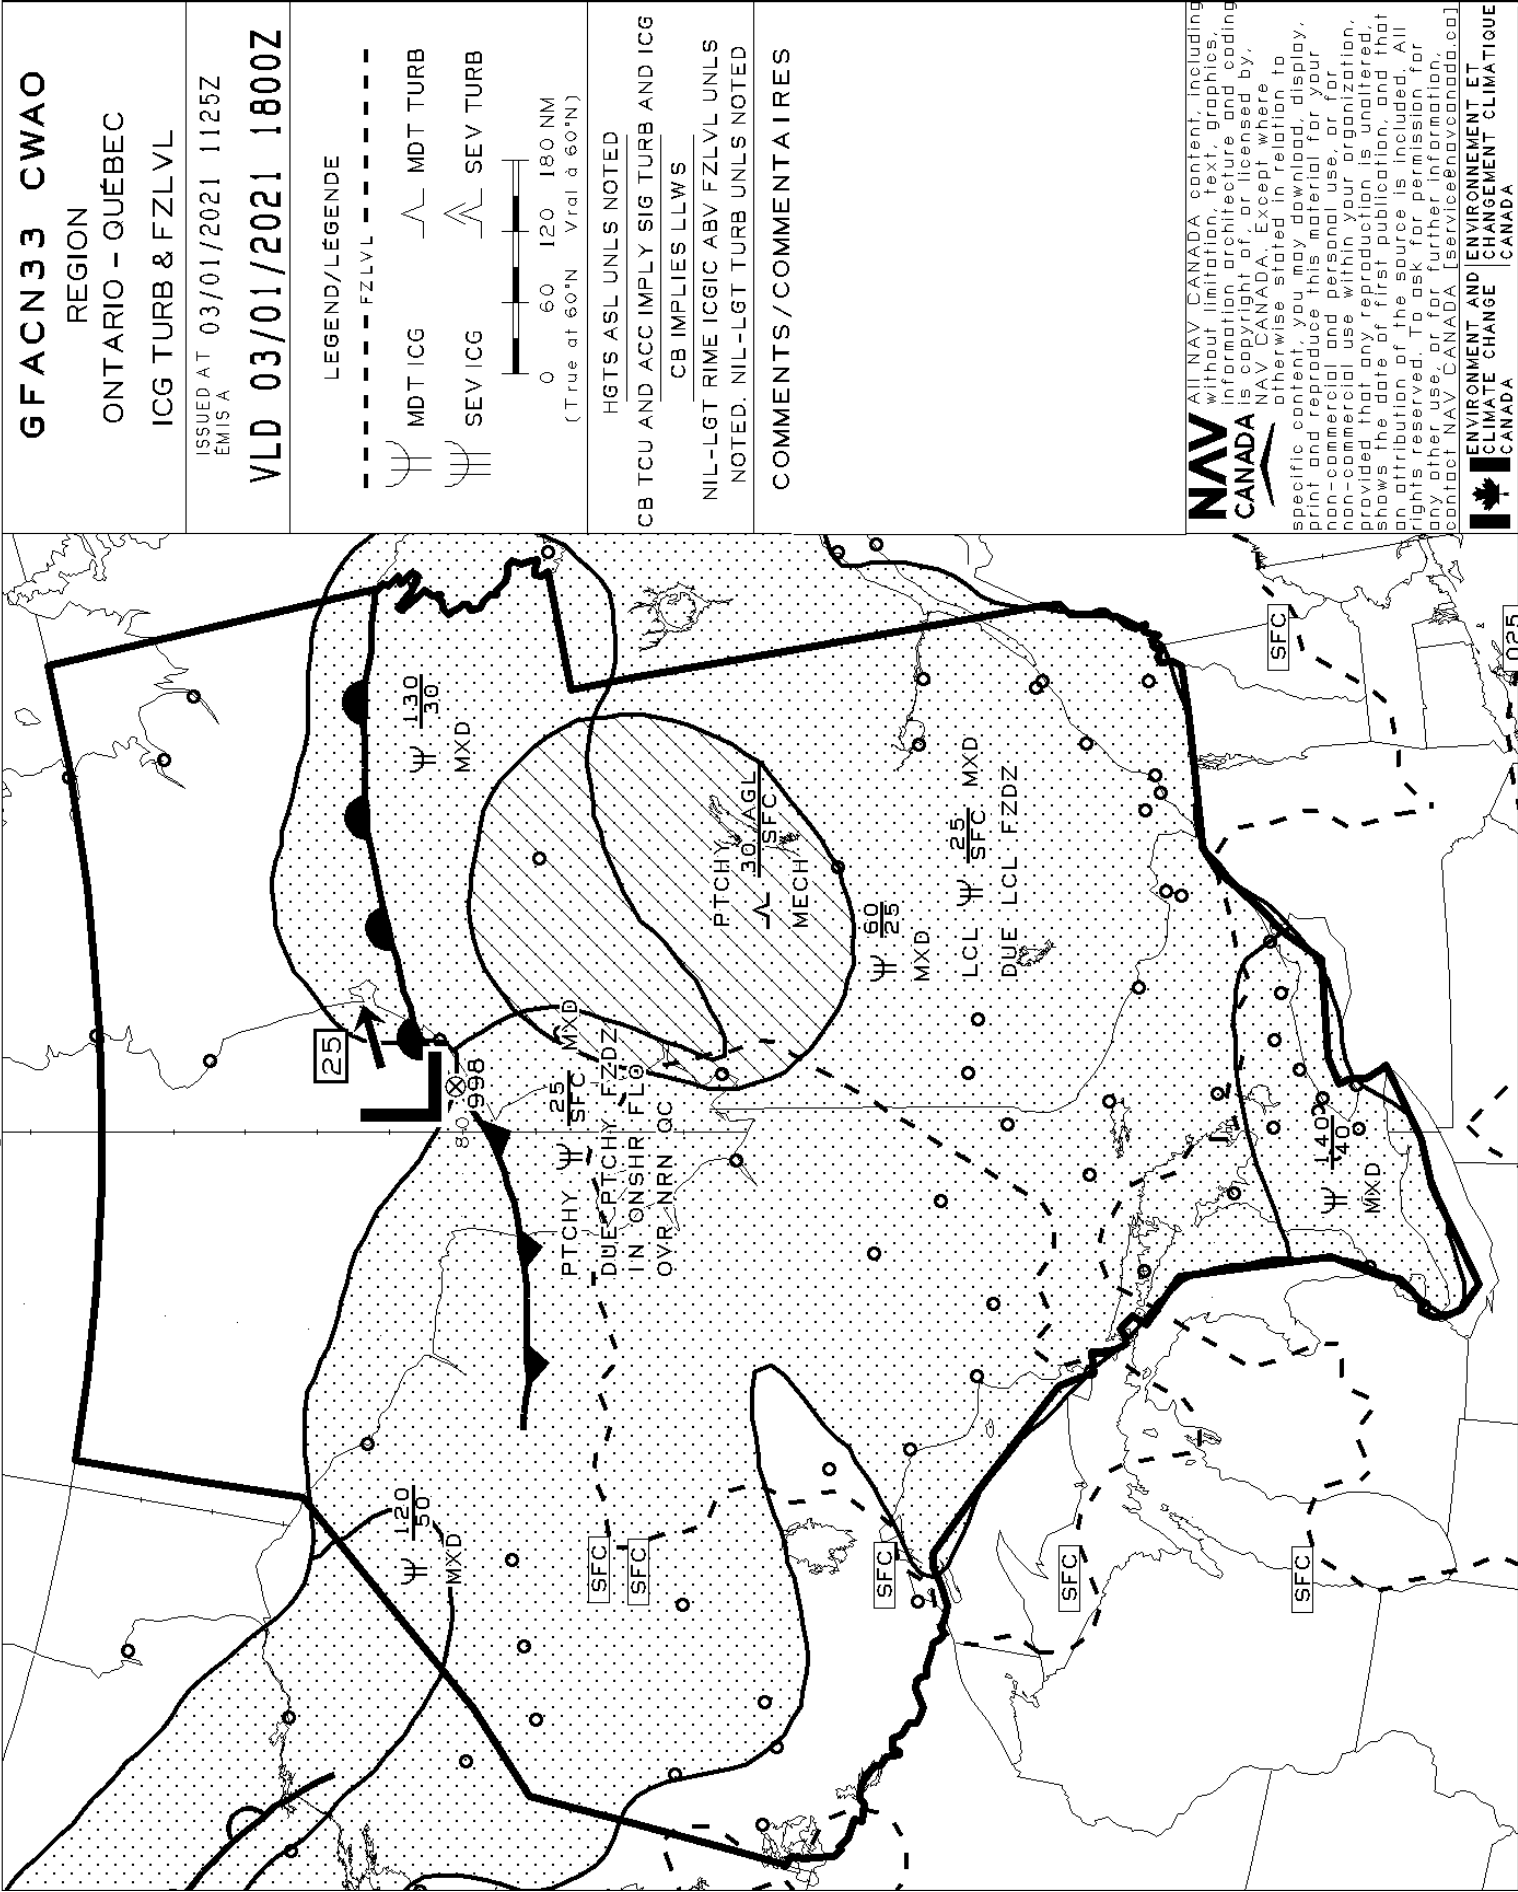 GFACN33 CWAO
REGION
ONTARIO - QUÉBEC
ICG TURB & FZLVL
ISSUED AT 03/01/2021 1125Z
ÉMIS A
VLD 03/01/2021 1800Z
LEGEND/LÉGENDE
FZLVL
MDT ICG MDT TURB
SEV ICG SEV TURB
0 60 120 180 NM
(True at 60°N Vrai à 60°N)
HGTS ASL UNLS NOTED
CB TCU AND ACC IMPLY SIG TURB AND ICG
CB IMPLIES LLWS
NIL-LGT RIME ICGIC ABV FZLVL UNLS
NOTED. NIL-LGT TURB UNLS NOTED
COMMENTS/COMMENTAIRES
NAV
CANADA
All NAV CANADA content, including
without limitation, text, graphics,
information architecture and coding
is copyright of, or licensed by,
NAV CANADA. Except where
otherwise stated in relation to
specific content, you may download, display,
print and reproduce this material for your
non-commercial and personal use, or for
non-commercial use within your organization,
provided that any reproduction is unaltered,
shows the date of first publication, and that
an attribution of the source is included. All
rights reserved. To ask for permission for
any other use, or for further information,
contact NAV CANADA [service@navcanada.ca]
ENVIRONMENT AND
CLIMATE CHANGE
CANADA
ENVIRONNEMENT ET
CHANGEMENT CLIMATIQUE
CANADA
25
998
80
130
30
MXD
120
50
MXD
PTCHY 25 MXD
SFC
DUE PTCHY FZDZ
IN ONSHR FLO
OVR NRN QC
PTCHY
30 AGL
SFC
MECH
60
25
MXD
LCL 25 MXD
SFC
DUE LCL FZDZ
140
40
MXD
SFC
SFC
SFC
SFC
SFC
SFC
025